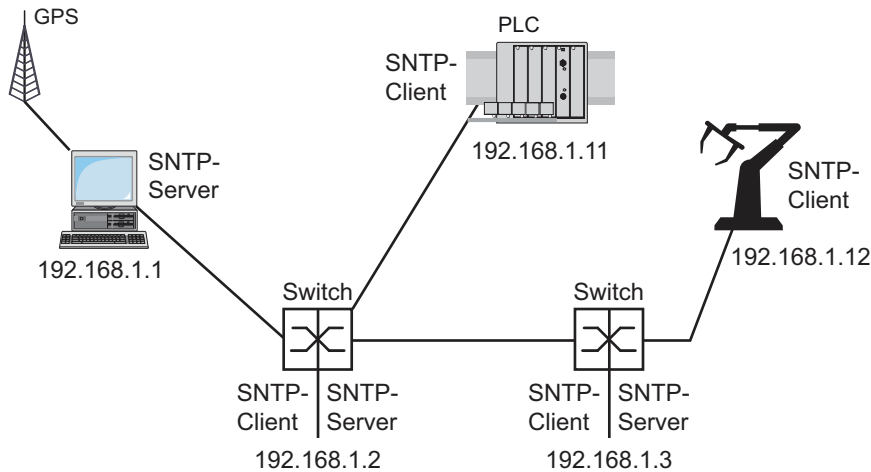 GPS
SNTP-
Server
192.168.1.1
PLC
SNTP-
Client
192.168.1.11
SNTP-
Client
192.168.1.12
Switch
SNTP-
Client
SNTP-
Server
192.168.1.2
Switch
SNTP-
Client
SNTP-
Server
192.168.1.3